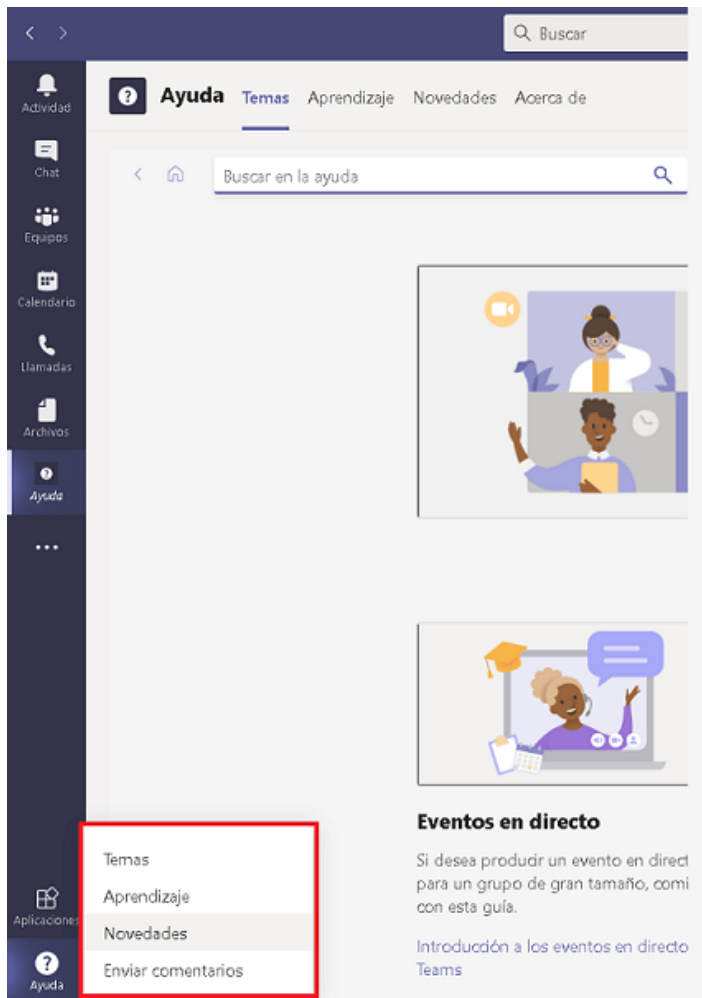 Buscar
Actividad
Chat
Equipos
Calendario
Llamadas
Archivos
Ayuda
Ayuda Temas Aprendizaje Novedades Acerca de
Buscar en la ayuda
Eventos en directo
Si desea producir un evento en direct
para un grupo de gran tamaño, comi
con esta guía.
Introducción a los eventos en directo
Teams
Temas
Aprendizaje
Novedades
Enviar comentarios
Aplicaciones
Ayuda